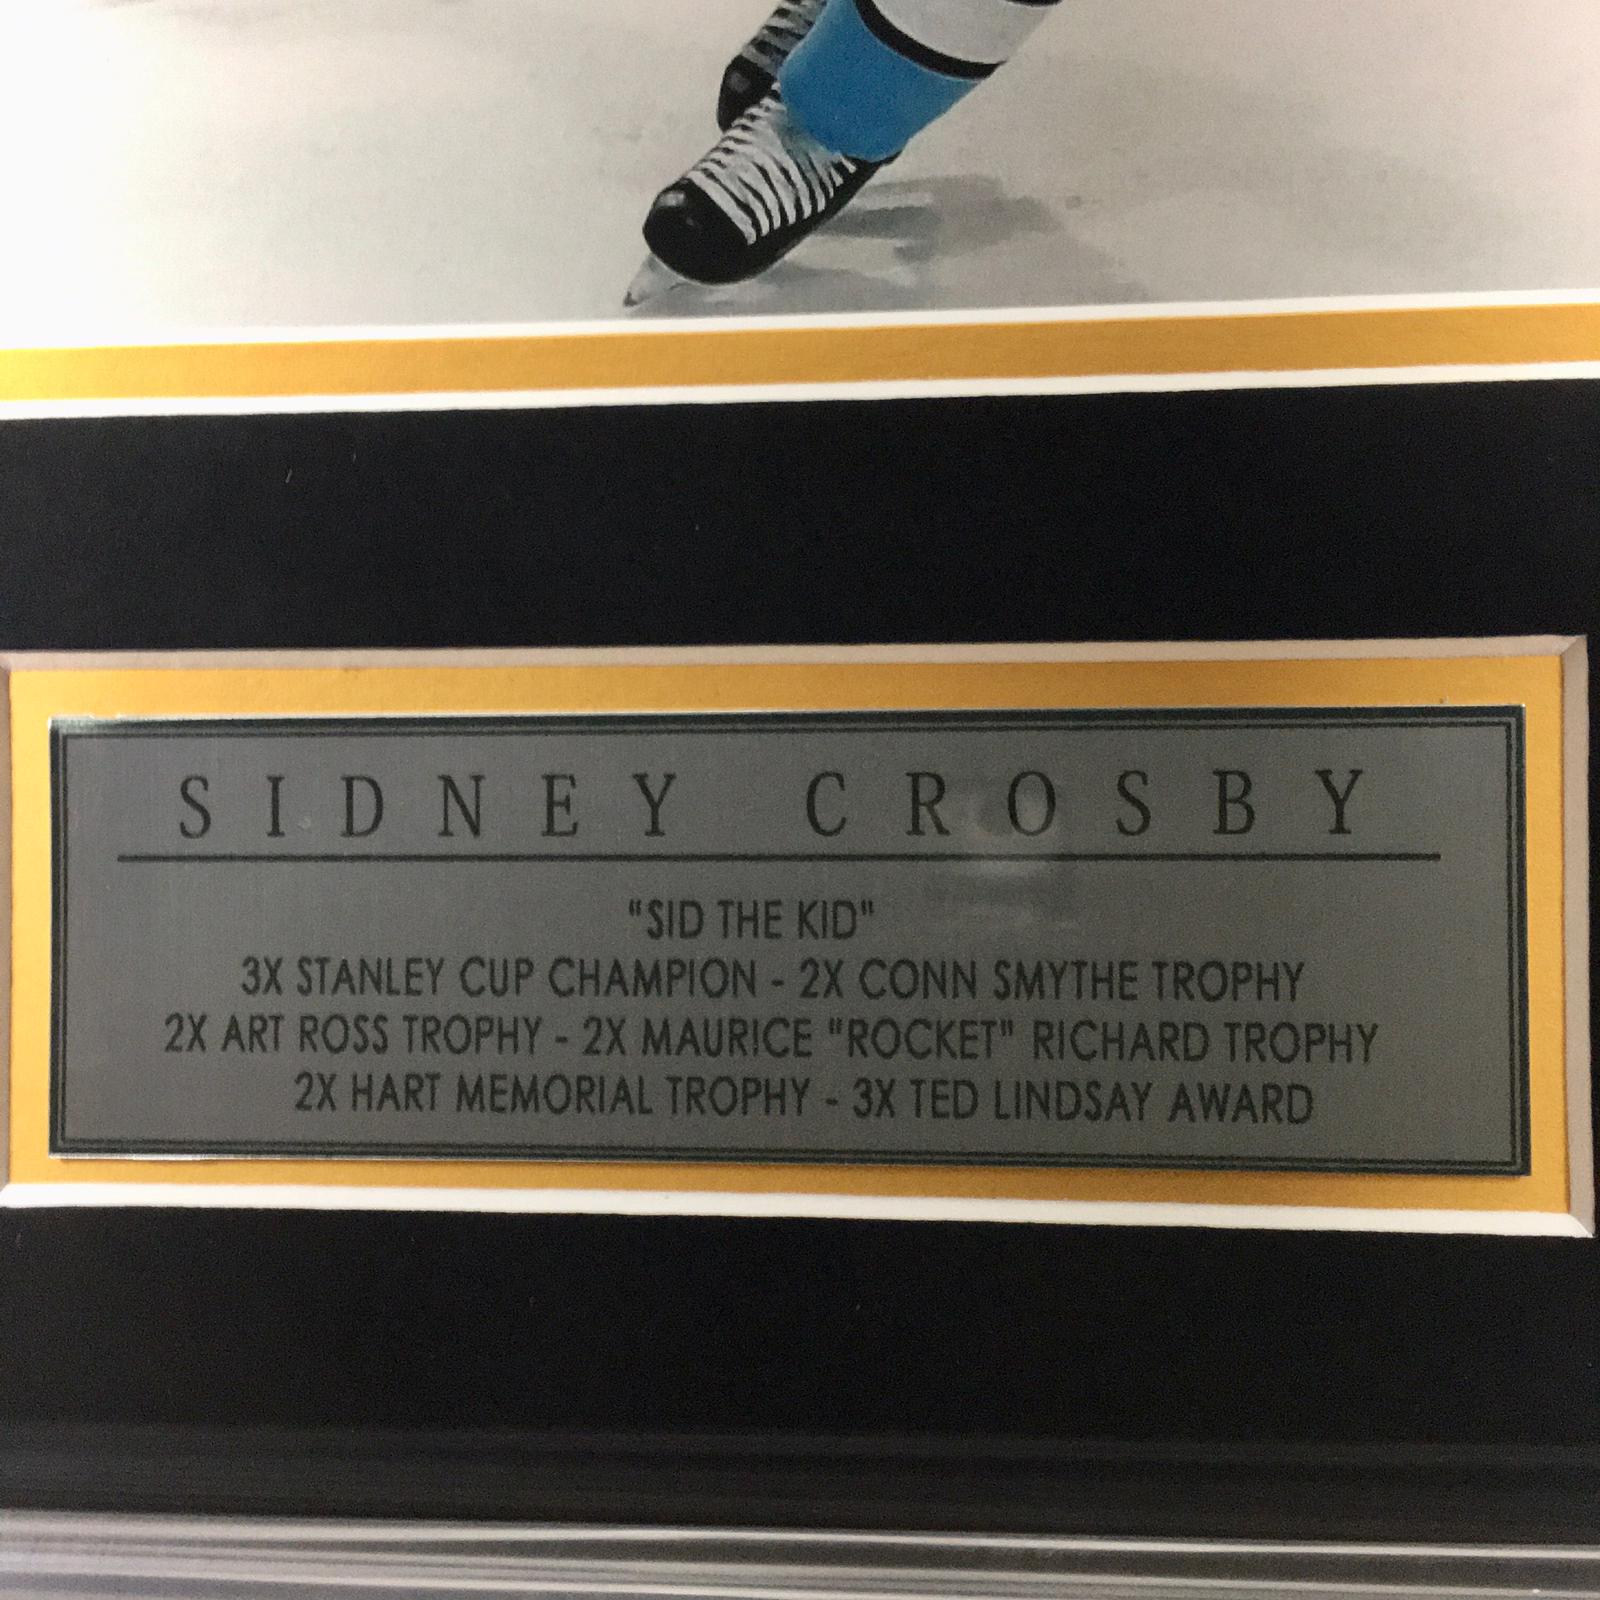 SIDNEY CROSBY
"SID THE KID"
3X STANLEY CUP CHAMPION - 2X CONN SMYTHE TROPHY
2X ART ROSS TROPHY - 2X MAURICE "ROCKET" RICHARD TROPHY
2X HART MEMORIAL TROPHY - 3X TED LINDSAY AWARD